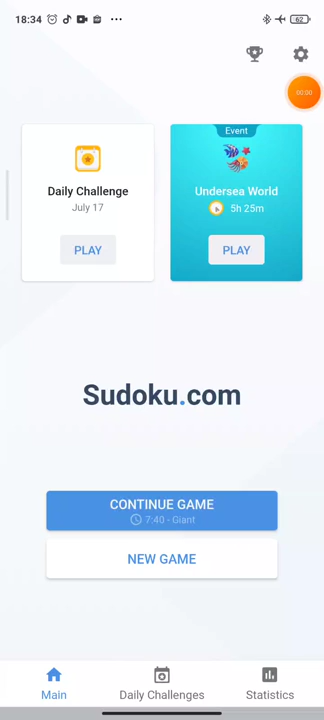 18:34
62
00:00
Event
Daily Challenge
July 17
PLAY
Undersea World
5h 25m
PLAY
Sudoku.com
CONTINUE GAME
7:40 - Giant
NEW GAME
Main
Daily Challenges
Statistics